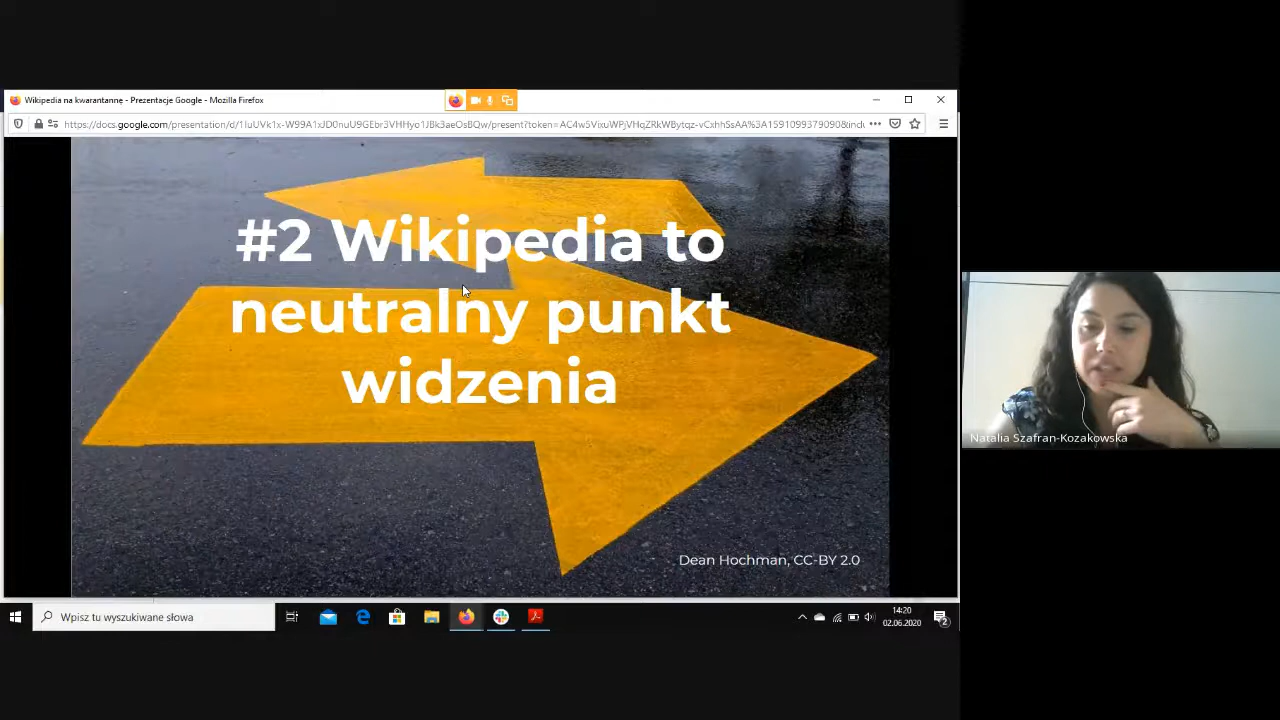 Wikipedia na kwarantannę - Prezentacje Google - Mozilla Firefox
#2 Wikipedia to
neutralny punkt
widzenia
Dean Hochman, CC-BY 2.0
Natalia Szafran-Kozakowska
Wpisz tu wyszukiwane słowa
14:20
02.06.2020
2